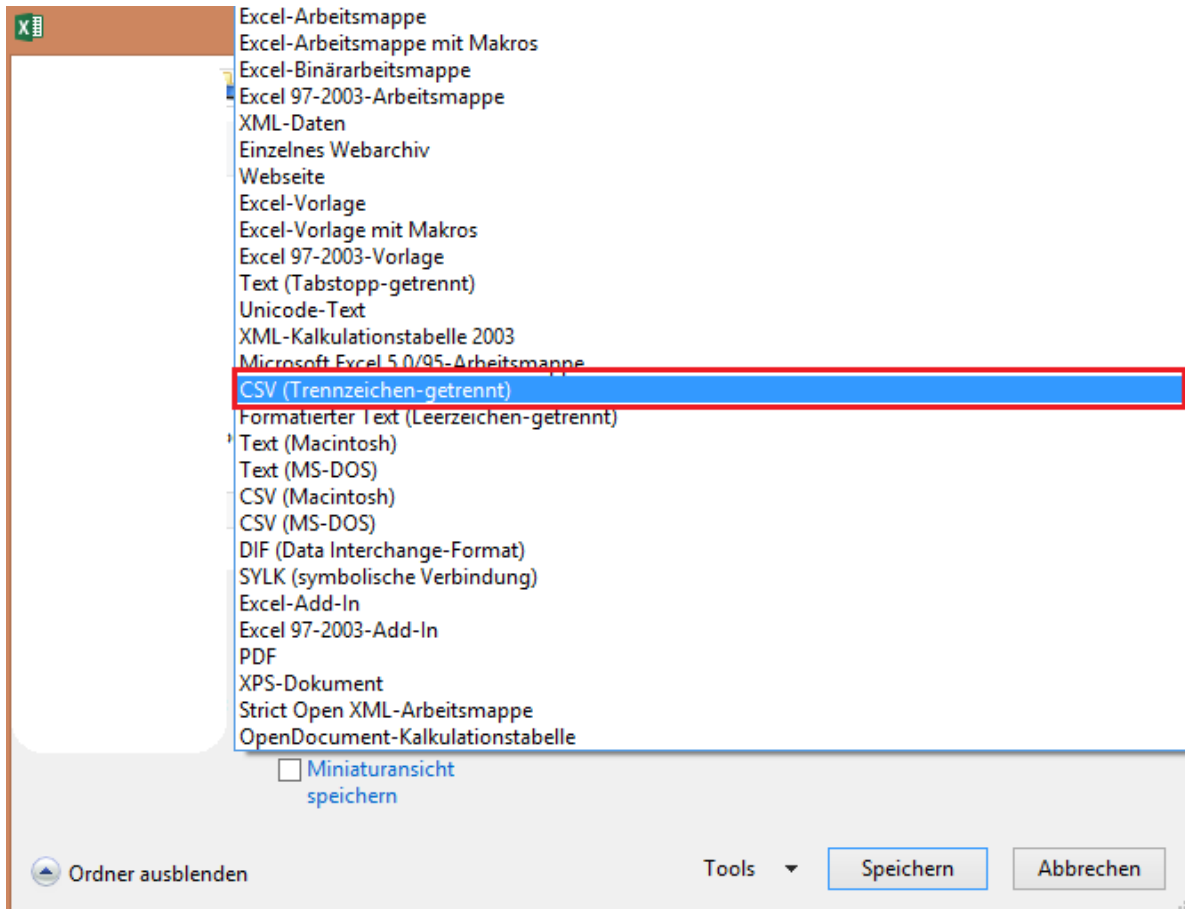 Excel-Arbeitsmappe
Excel-Arbeitsmappe mit Makros
Excel-Binärarbeitsmappe
Excel 97-2003-Arbeitsmappe
XML-Daten
Einzelnes Webarchiv
Webseite
Excel-Vorlage
Excel-Vorlage mit Makros
Excel 97-2003-Vorlage
Text (Tabstopp-getrennt)
Unicode-Text
XML-Kalkulationstabelle 2003
Microsoft Excel 5.0/95-Arbeitsmappe
CSV (Trennzeichen-getrennt)
Formatierter Text (Leerzeichen-getrennt)
Text (Macintosh)
Text (MS-DOS)
CSV (Macintosh)
CSV (MS-DOS)
DIF (Data Interchange-Format)
SYLK (symbolische Verbindung)
Excel-Add-In
Excel 97-2003-Add-In
PDF
XPS-Dokument
Strict Open XML-Arbeitsmappe
OpenDocument-Kalkulationstabelle
Miniaturansicht
speichern
Ordner ausblenden
Tools
Speichern
Abbrechen